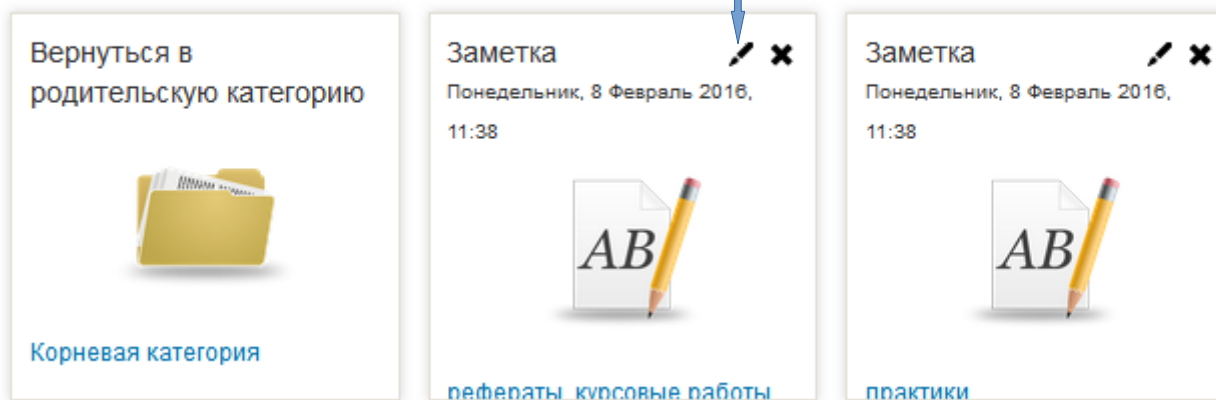 Вернуться в
родительскую категорию
Корневая категория
Заметка
Понедельник, 8 Февраль 2016,
11:38
AB
рефераты, курсовые работы
Заметка
Понедельник, 8 Февраль 2016,
11:38
AB
практики